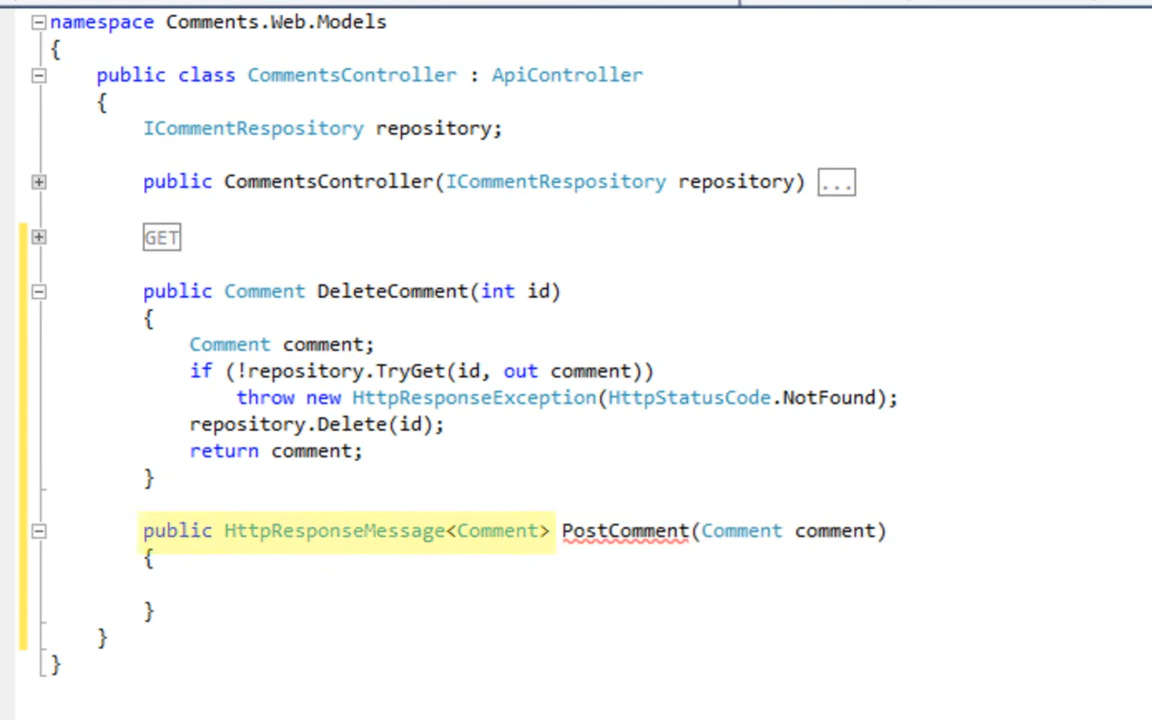 namespace Comments.Web.Models
{
public class CommentsController : ApiController
{
ICommentRespository repository;
public CommentsController(ICommentRespository repository) ...
GET
public Comment DeleteComment(int id)
{
Comment comment;
if (!repository.TryGet(id, out comment))
throw new HttpResponseException(HttpStatusCode.NotFound);
repository.Delete(id);
return comment;
}
public HttpResponseMessage<Comment> PostComment(Comment comment)
{
}
}
}